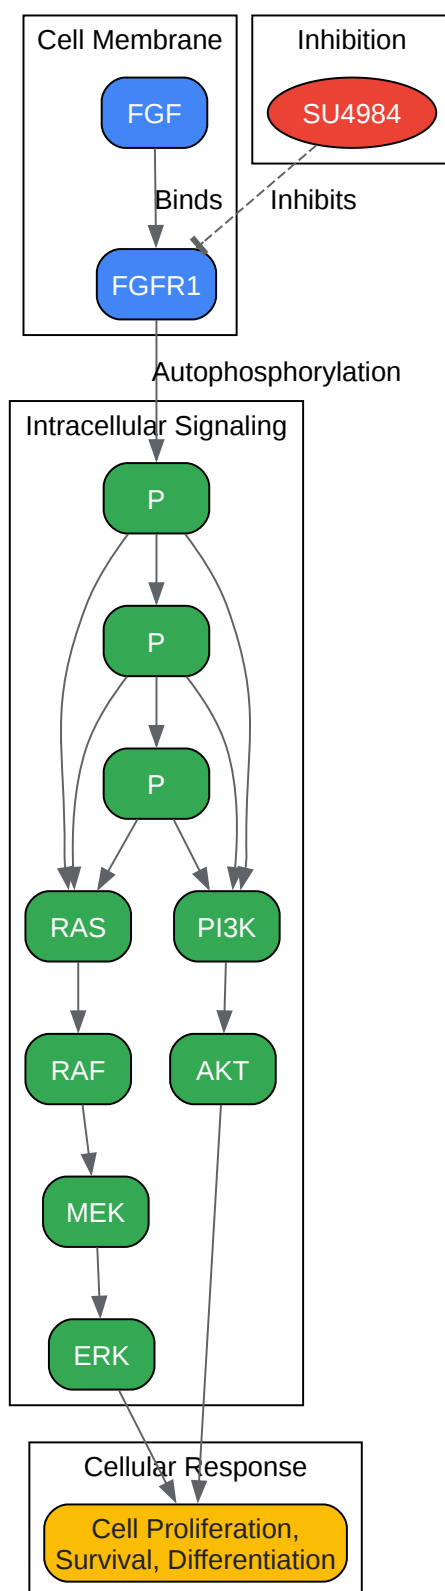 Cell Membrane
Inhibition
FGF
SU4984
Binds
Inhibits
FGFR1
Autophosphorylation
Intracellular Signaling
P
P
P
RAS
PI3K
RAF
AKT
MEK
ERK
Cellular Response
Cell Proliferation,
Survival, Differentiation